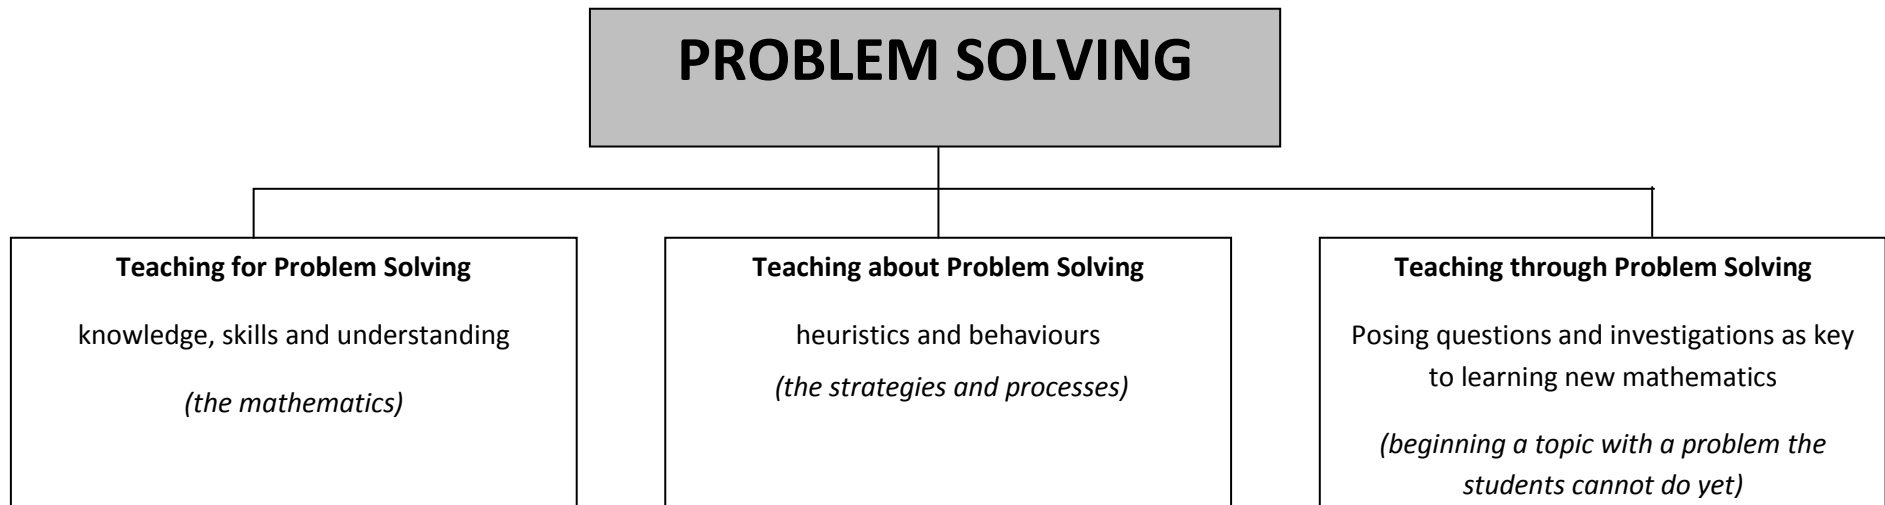 PROBLEM SOLVING
Teaching for Problem Solving
knowledge, skills and understanding
(the mathematics)
Teaching about Problem Solving
heuristics and behaviours
(the strategies and processes)
Teaching through Problem Solving
Posing questions and investigations as key
to learning new mathematics
(beginning a topic with a problem the
students cannot do yet)